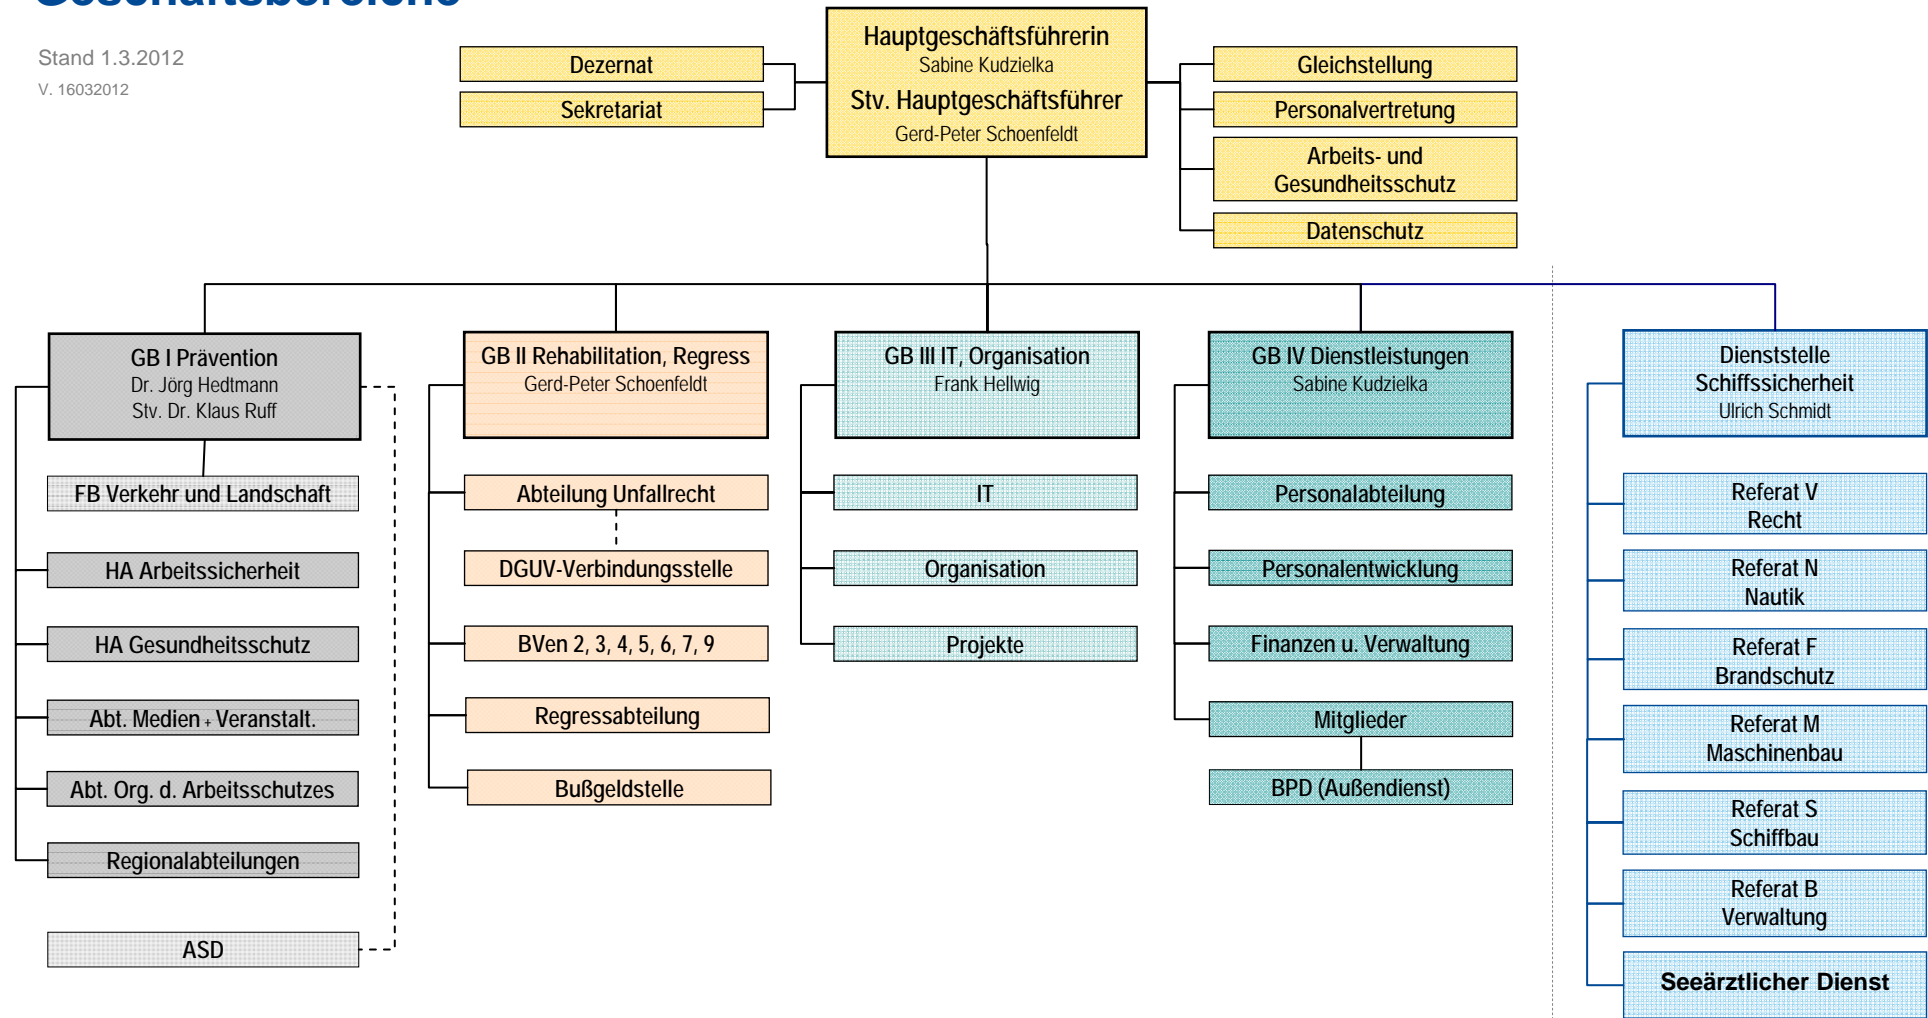 Geschäftsbereiche
Stand 1.3.2012
V. 16032012
Hauptgeschäftsführerin
Sabine Kudzielka
Stv. Hauptgeschäftsführer
Gerd-Peter Schoenfeldt
Dezernat
Sekretariat
Gleichstellung
Personalvertretung
Arbeits- und
Gesundheitsschutz
Datenschutz
GB I Prävention
Dr. Jörg Hedtmann
Stv. Dr. Klaus Ruff
FB Verkehr und Landschaft
HA Arbeitssicherheit
HA Gesundheitsschutz
Abt. Medien + Veranstalt.
Abt. Org. d. Arbeitsschutzes
Regionalabteilungen
ASD
GB II Rehabilitation, Regress
Gerd-Peter Schoenfeldt
Abteilung Unfallrecht
DGUV-Verbindungsstelle
BVen 2, 3, 4, 5, 6, 7, 9
Regressabteilung
Bußgeldstelle
GB III IT, Organisation
Frank Hellwig
IT
Organisation
Projekte
GB IV Dienstleistungen
Sabine Kudzielka
Personalabteilung
Personalentwicklung
Finanzen u. Verwaltung
Mitglieder
BPD (Außendienst)
Dienststelle
Schiffssicherheit
Ulrich Schmidt
Referat V
Recht
Referat N
Nautik
Referat F
Brandschutz
Referat M
Maschinenbau
Referat S
Schiffbau
Referat B
Verwaltung
Seeärztlicher Dienst